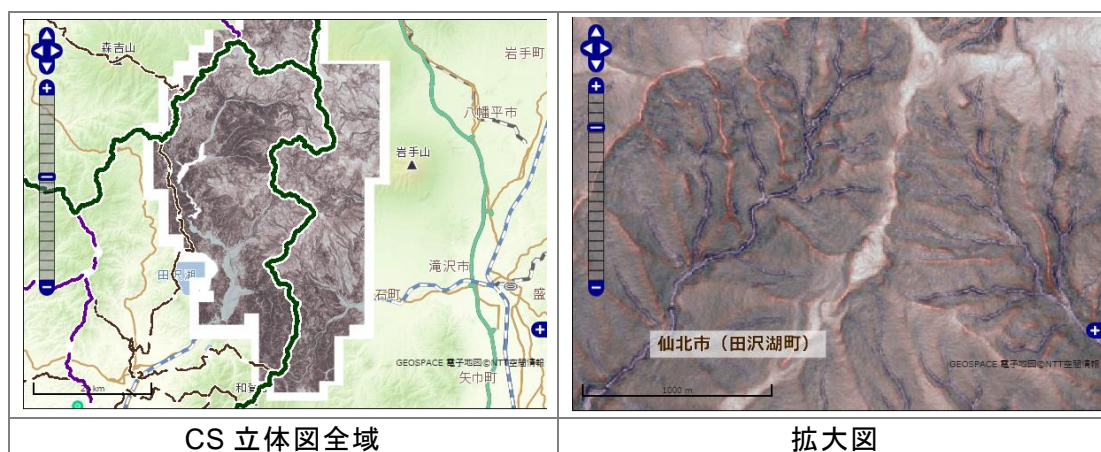 森吉山
岩手町
八幡平市
岩手山
滝沢市
田沢湖
石町
盛
GEOSPACE 電子地図©NTT空間情報
矢巾町
和賀
km
仙北市（田沢湖町）
GEOSPACE 電子地図©NTT空間情報
1000 m
CS 立体図全域
拡大図